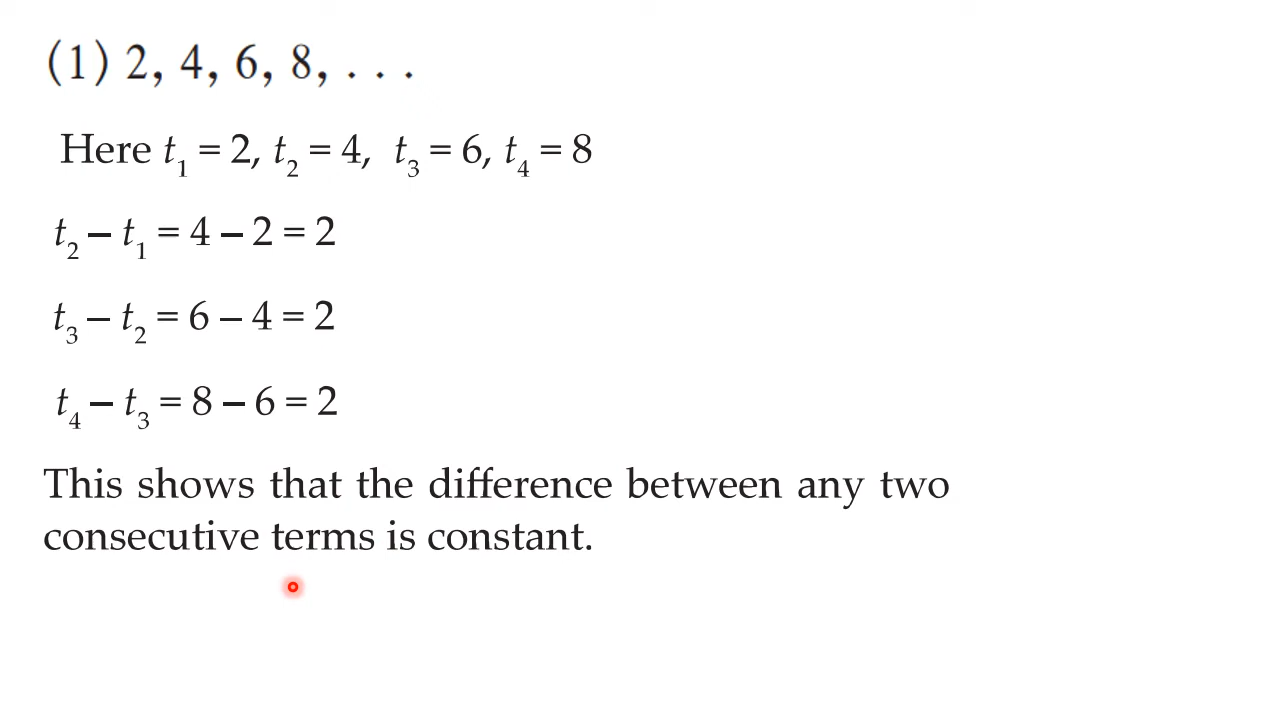 (1) 2, 4, 6, 8, . . .
Here t₁ = 2, t₂ = 4, t₃ = 6, t₄ = 8
t₂ – t₁ = 4 – 2 = 2
t₃ – t₂ = 6 – 4 = 2
t₄ – t₃ = 8 – 6 = 2
This shows that the difference between any two
consecutive terms is constant.